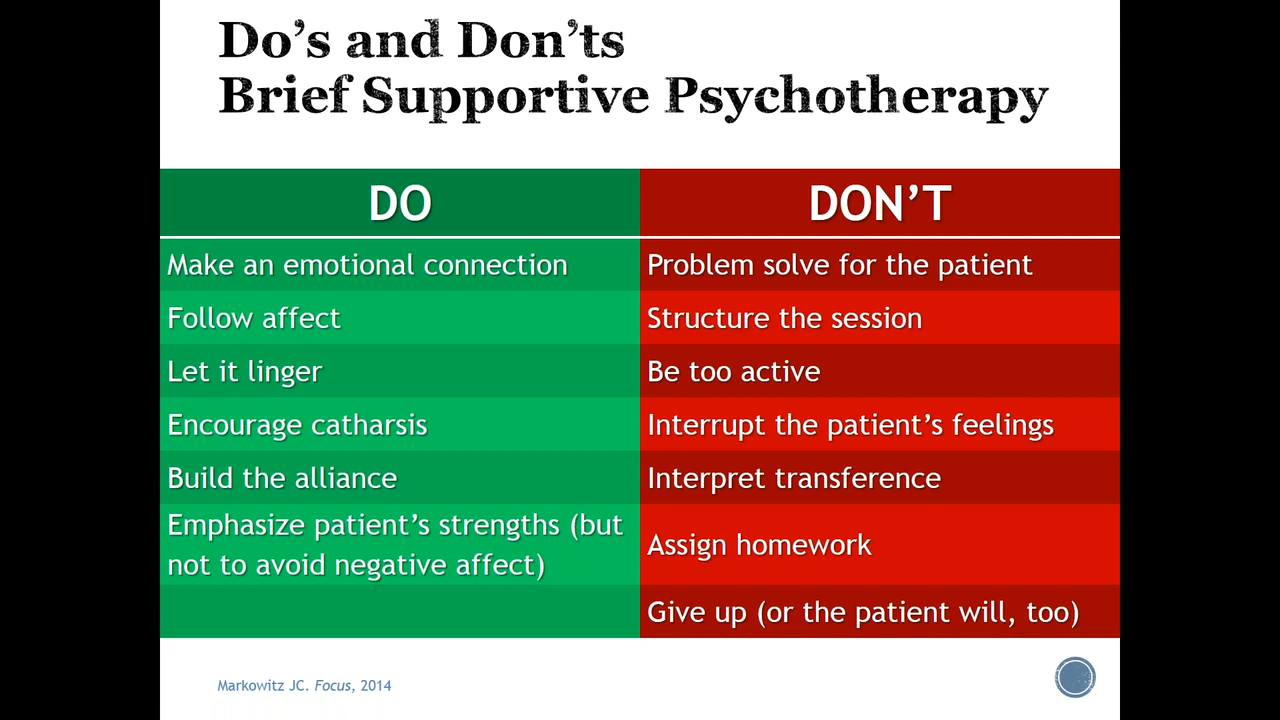 Do’s and Don’ts
Brief Supportive Psychotherapy
DO
DON’T
Make an emotional connection
Problem solve for the patient
Follow affect
Structure the session
Let it linger
Be too active
Encourage catharsis
Interrupt the patient’s feelings
Build the alliance
Interpret transference
Emphasize patient’s strengths (but
not to avoid negative affect)
Assign homework
Give up (or the patient will, too)
Markowitz JC. Focus, 2014